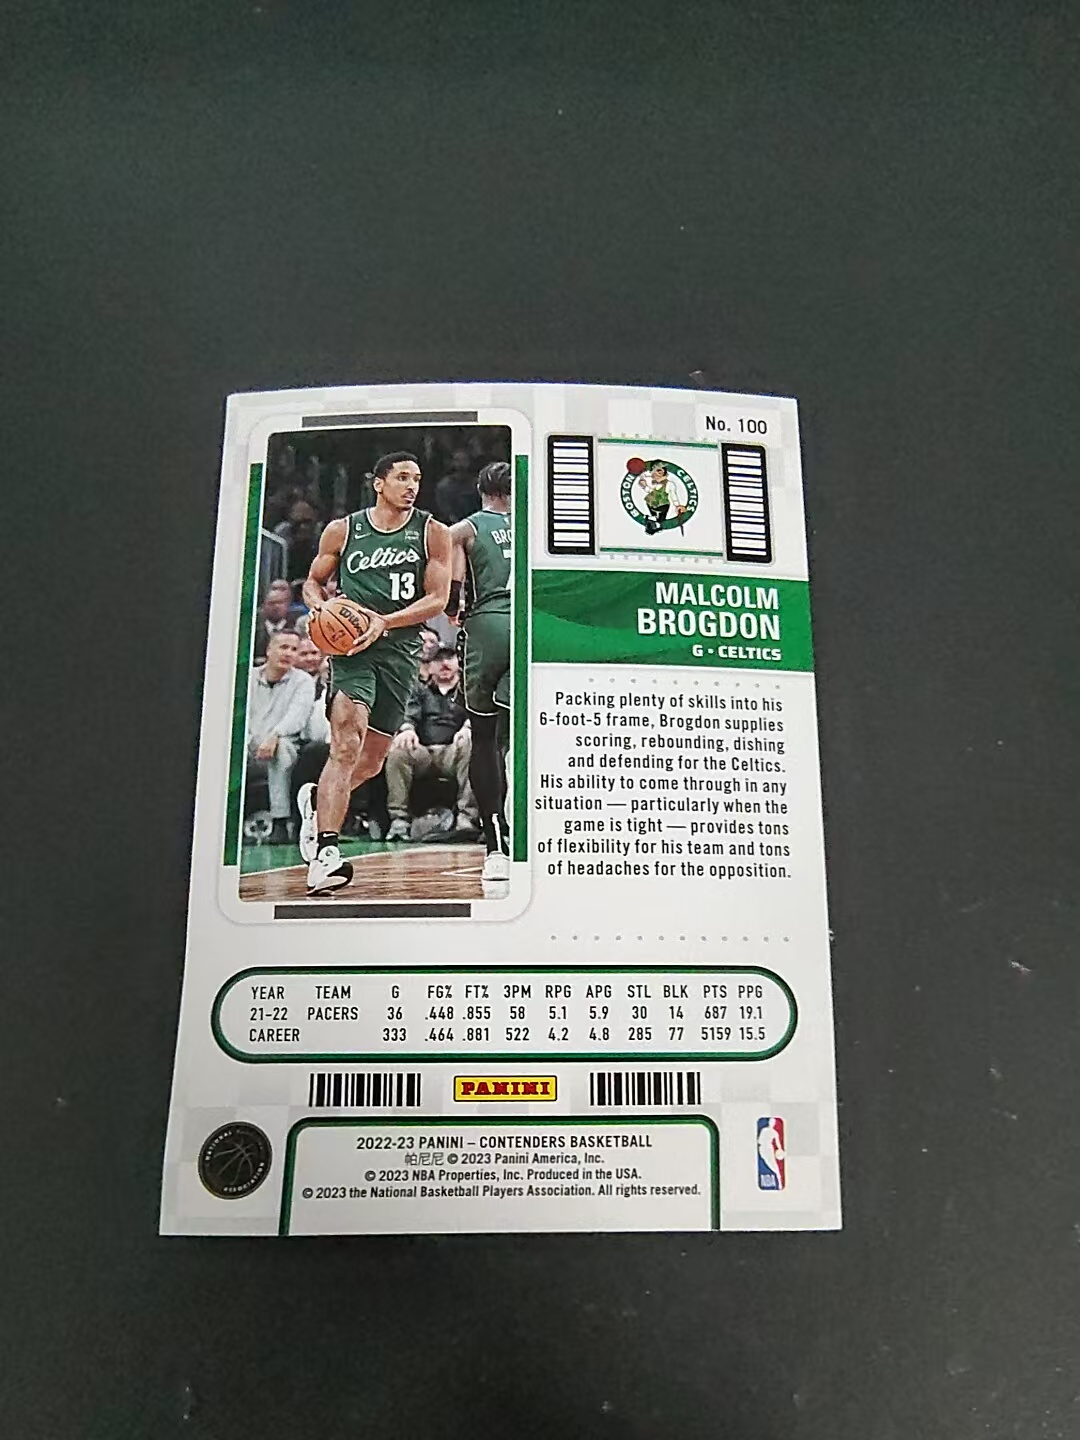 No. 100
BOSTON CELTICS
MALCOLM
BROGDON
G • CELTICS
Celtics
13
Wilson
BRO
Packing plenty of skills into his
6-foot-5 frame, Brogdon supplies
scoring, rebounding, dishing
and defending for the Celtics.
His ability to come through in any
situation — particularly when the
game is tight — provides tons
of flexibility for his team and tons
of headaches for the opposition.
YEAR TEAM G FG% FT% 3PM RPG APG STL BLK PTS PPG
21-22 PACERS 36 .448 .855 58 5.1 5.9 30 14 687 19.1
CAREER 333 .464 .881 522 4.2 4.8 285 77 5159 15.5
PANINI
2022-23 PANINI – CONTENDERS BASKETBALL
帕尼尼 © 2023 Panini America, Inc.
© 2023 NBA Properties, Inc. Produced in the USA.
© 2023 the National Basketball Players Association. All rights reserved.
NATIONAL
ASSOCIATION
NBA